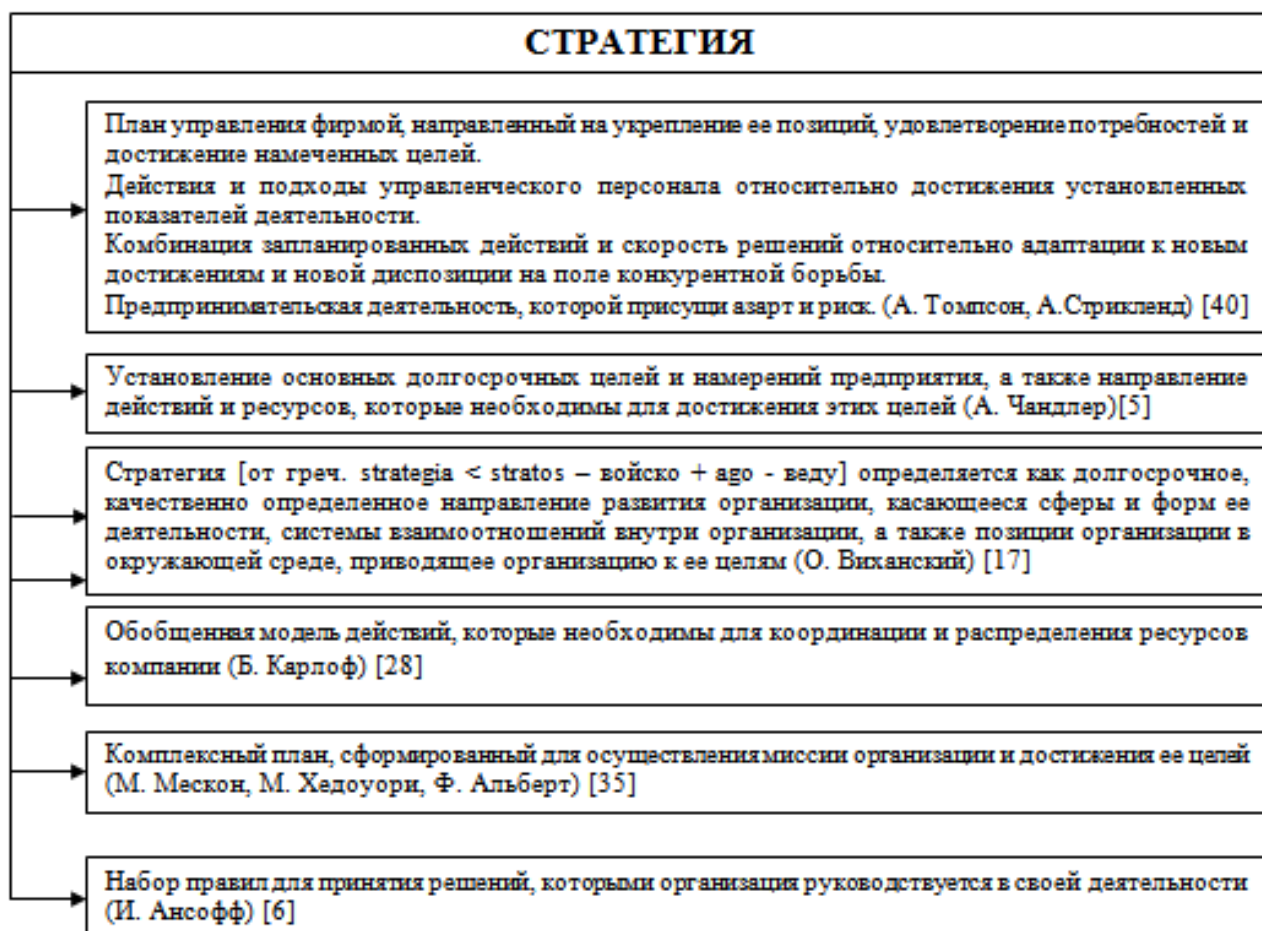 СТРАТЕГИЯ
План управления фирмой, направленный на укрепление ее позиций, удовлетворение потребностей и
достижение намеченных целей.
Действия и подходы управленческого персонала относительно достижения установленных
показателей деятельности.
Комбинация запланированных действий и скорость решений относительно адаптации к новым
достижениям и новой диспозиции на поле конкурентной борьбы.
Предпринимательская деятельность, которой присущи азарт и риск. (А. Томпсон, А.Стрикленд) [40]
Установление основных долгосрочных целей и намерений предприятия, а также направление
действий и ресурсов, которые необходимы для достижения этих целей (А. Чандлер)[5]
Стратегия [от греч. strategia < stratos – войско + ago - веду] определяется как долгосрочное,
качественно определенное направление развития организации, касающееся сферы и форм ее
деятельности, системы взаимоотношений внутри организации, а также позиции организации в
окружающей среде, приводящее организацию к ее целям (О. Виханский) [17]
Обобщенная модель действий, которые необходимы для координации и распределения ресурсов
компании (Б. Карлоф) [28]
Комплексный план, сформированный для осуществления миссии организации и достижения ее целей
(М. Мескон, М. Хедоуори, Ф. Альберт) [35]
Набор правил для принятия решений, которыми организация руководствуется в своей деятельности
(И. Ансофф) [6]